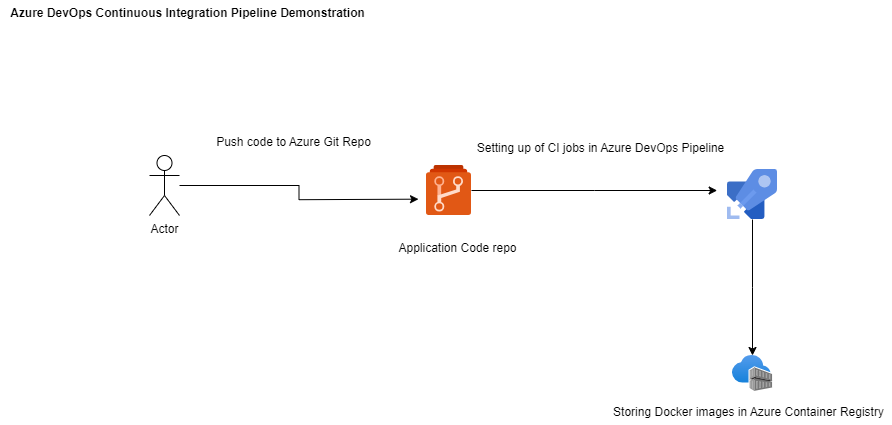 Azure DevOps Continuous Integration Pipeline Demonstration
Push code to Azure Git Repo
Setting up of CI jobs in Azure DevOps Pipeline
Actor
Application Code repo
Storing Docker images in Azure Container Registry